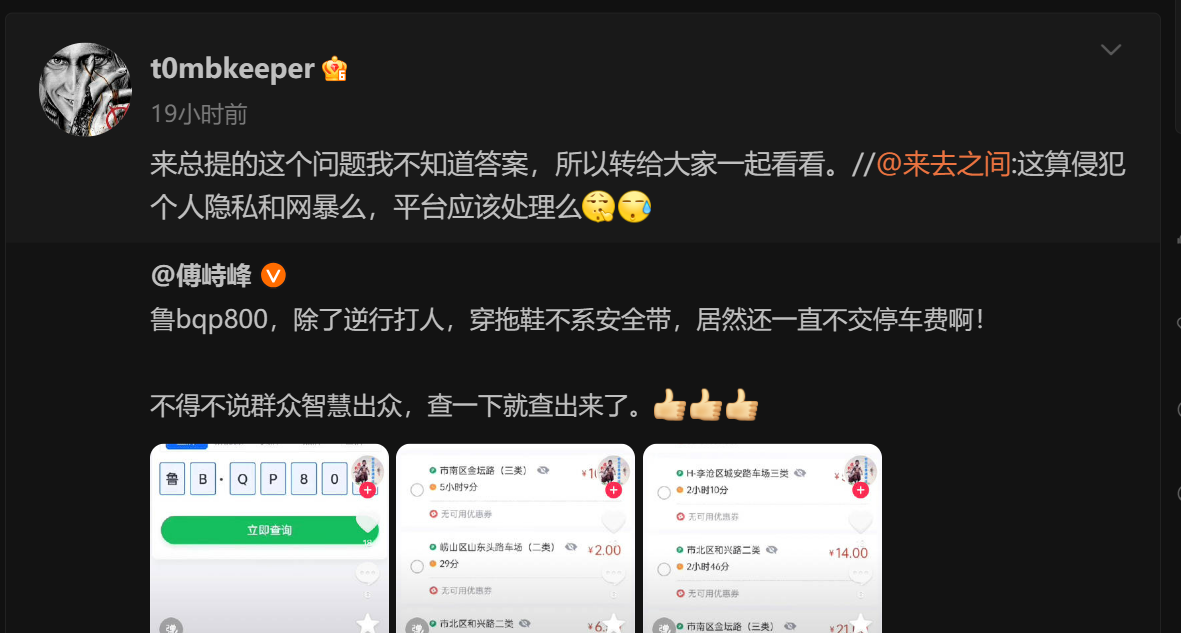 t0mbkeeper
19小时前
来总提的这个问题我不知道答案，所以转给大家一起看看。//@来去之间:这算侵犯
个人隐私和网暴么，平台应该处理么
@傅峙峰
鲁bqp800，除了逆行打人，穿拖鞋不系安全带，居然还一直不交停车费啊！
不得不说群众智慧出众，查一下就查出来了。
鲁 B · Q P 8 0
立即查询
市南区金坛路（三类）
5小时9分
无可用优惠券
崂山区山东头路车场（二类） ¥2.00
29分
无可用优惠券
市北区和兴路二类 ¥6.
H-李沧区城安路车场三类
2小时10分
无可用优惠券
市北区和兴路二类 ¥14.00
2小时46分
无可用优惠券
市南区金坛路（三类） ¥21.